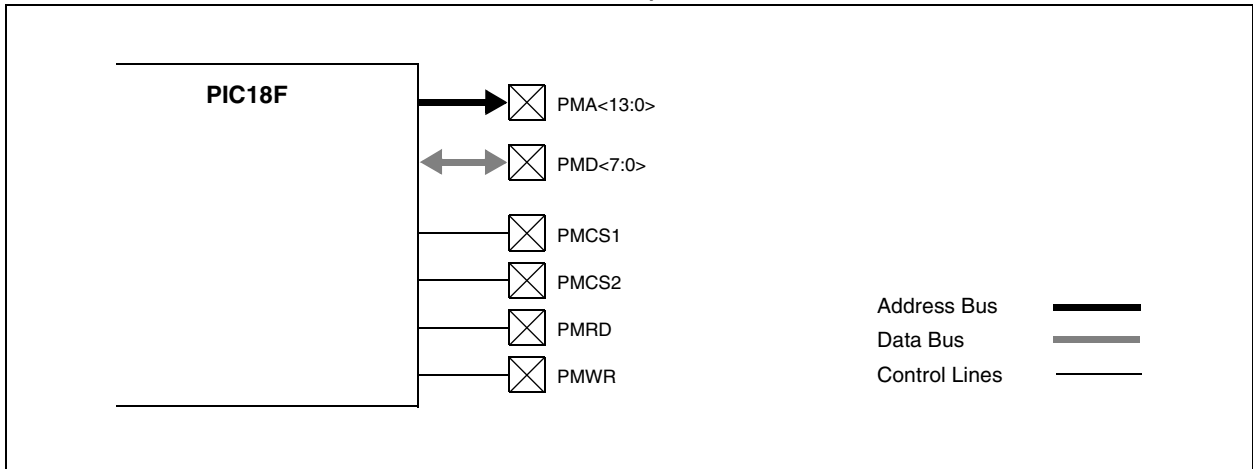 PIC18F
PMA<13:0>
PMD<7:0>
PMCS1
PMCS2
PMRD
PMWR
Address Bus
Data Bus
Control Lines